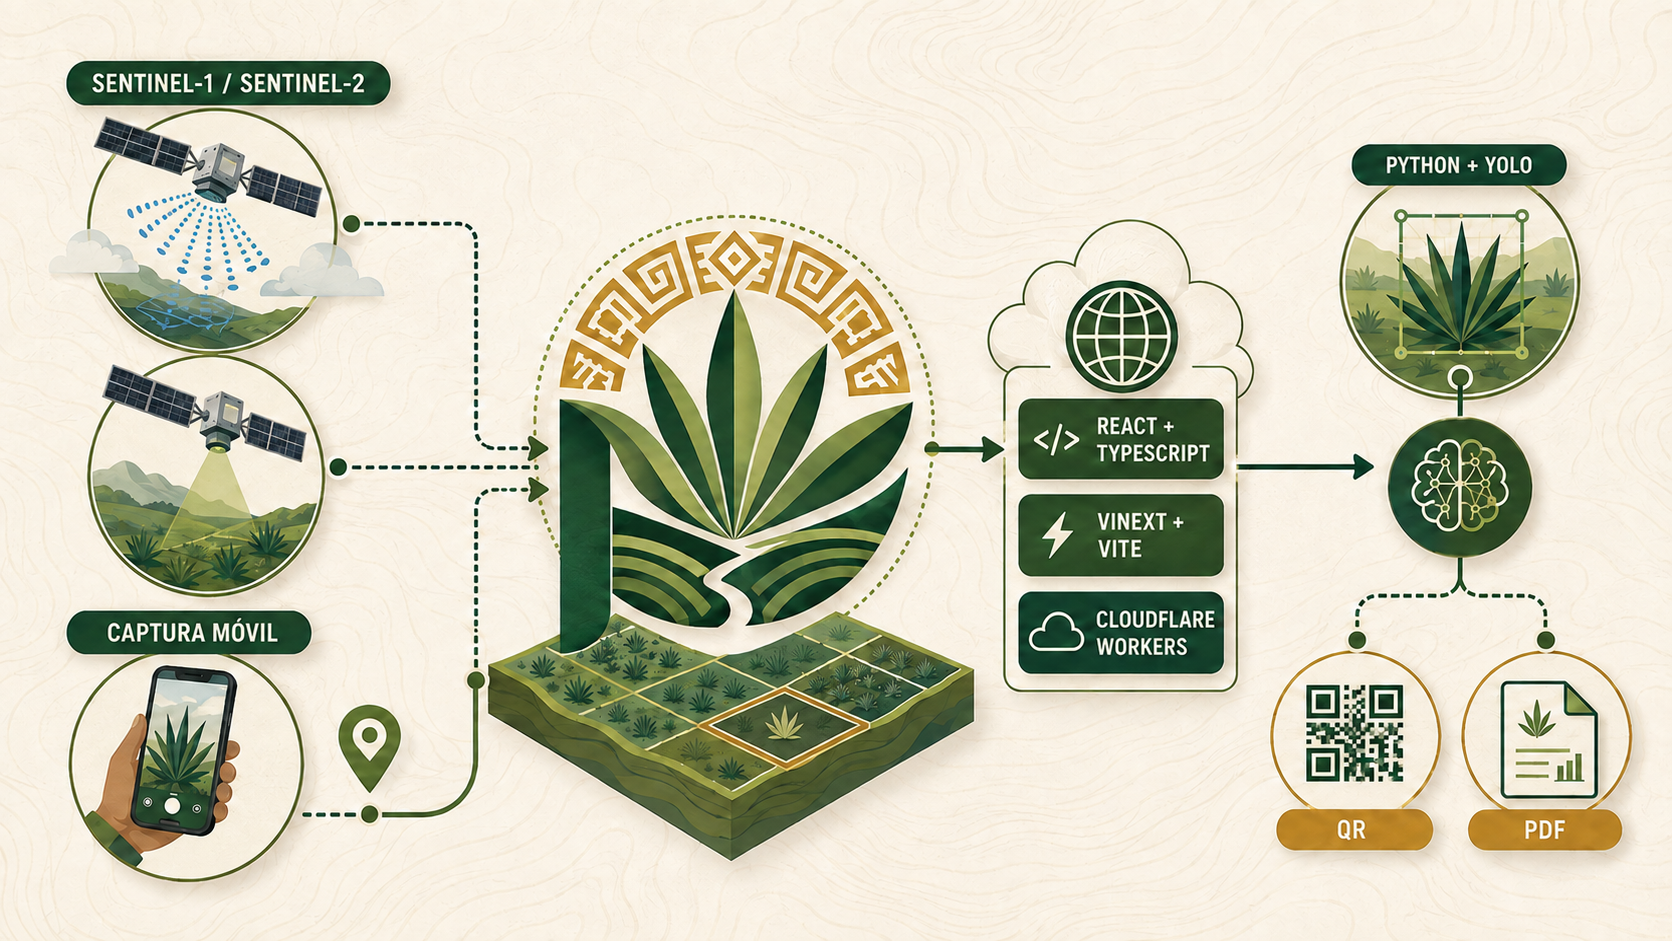 SENTINEL-1 / SENTINEL-2
CAPTURA MÓVIL
REACT +
TYPESCRIPT
VINEXT +
VITE
CLOUDFLARE
WORKERS
PYTHON + YOLO
QR
PDF